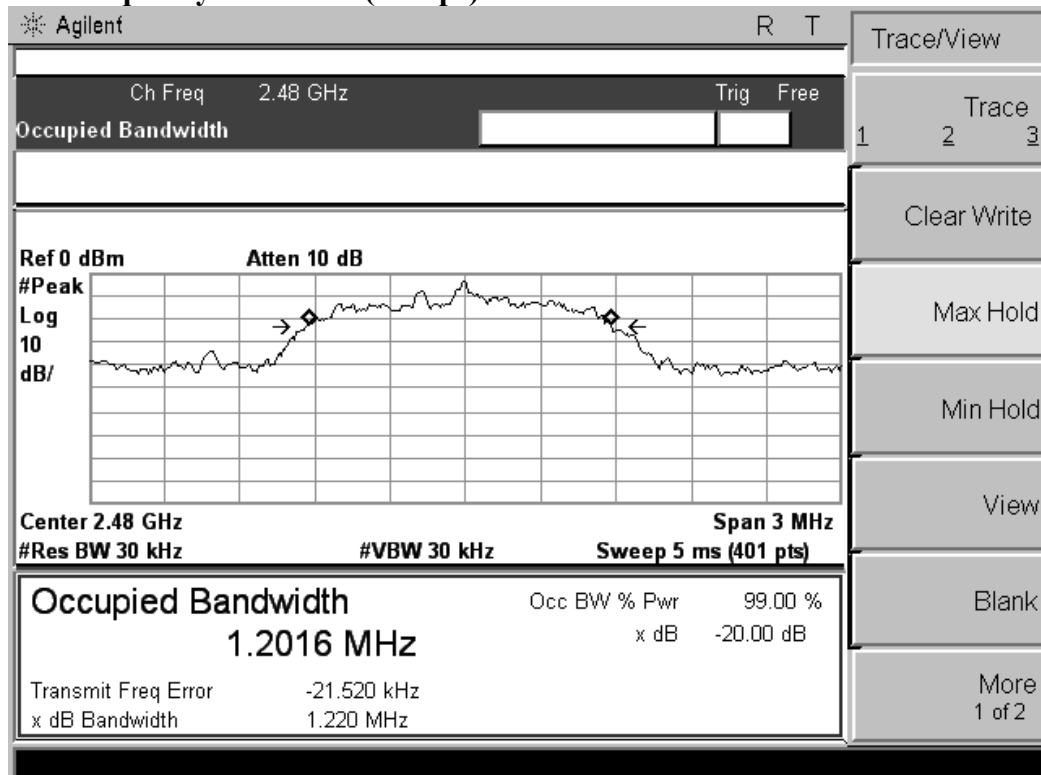 Agilent R T
Trace/View
Ch Freq 2.48 GHz Trig Free
Occupied Bandwidth
Trace
1 2 3
Clear Write
Ref 0 dBm Atten 10 dB
#Peak
Log
10
dB/
Max Hold
Min Hold
View
Center 2.48 GHz Span 3 MHz
#Res BW 30 kHz #VBW 30 kHz Sweep 5 ms (401 pts)
Occupied Bandwidth
1.2016 MHz
Occ BW % Pwr 99.00 %
x dB -20.00 dB
Transmit Freq Error -21.520 kHz
x dB Bandwidth 1.220 MHz
Blank
More
1 of 2